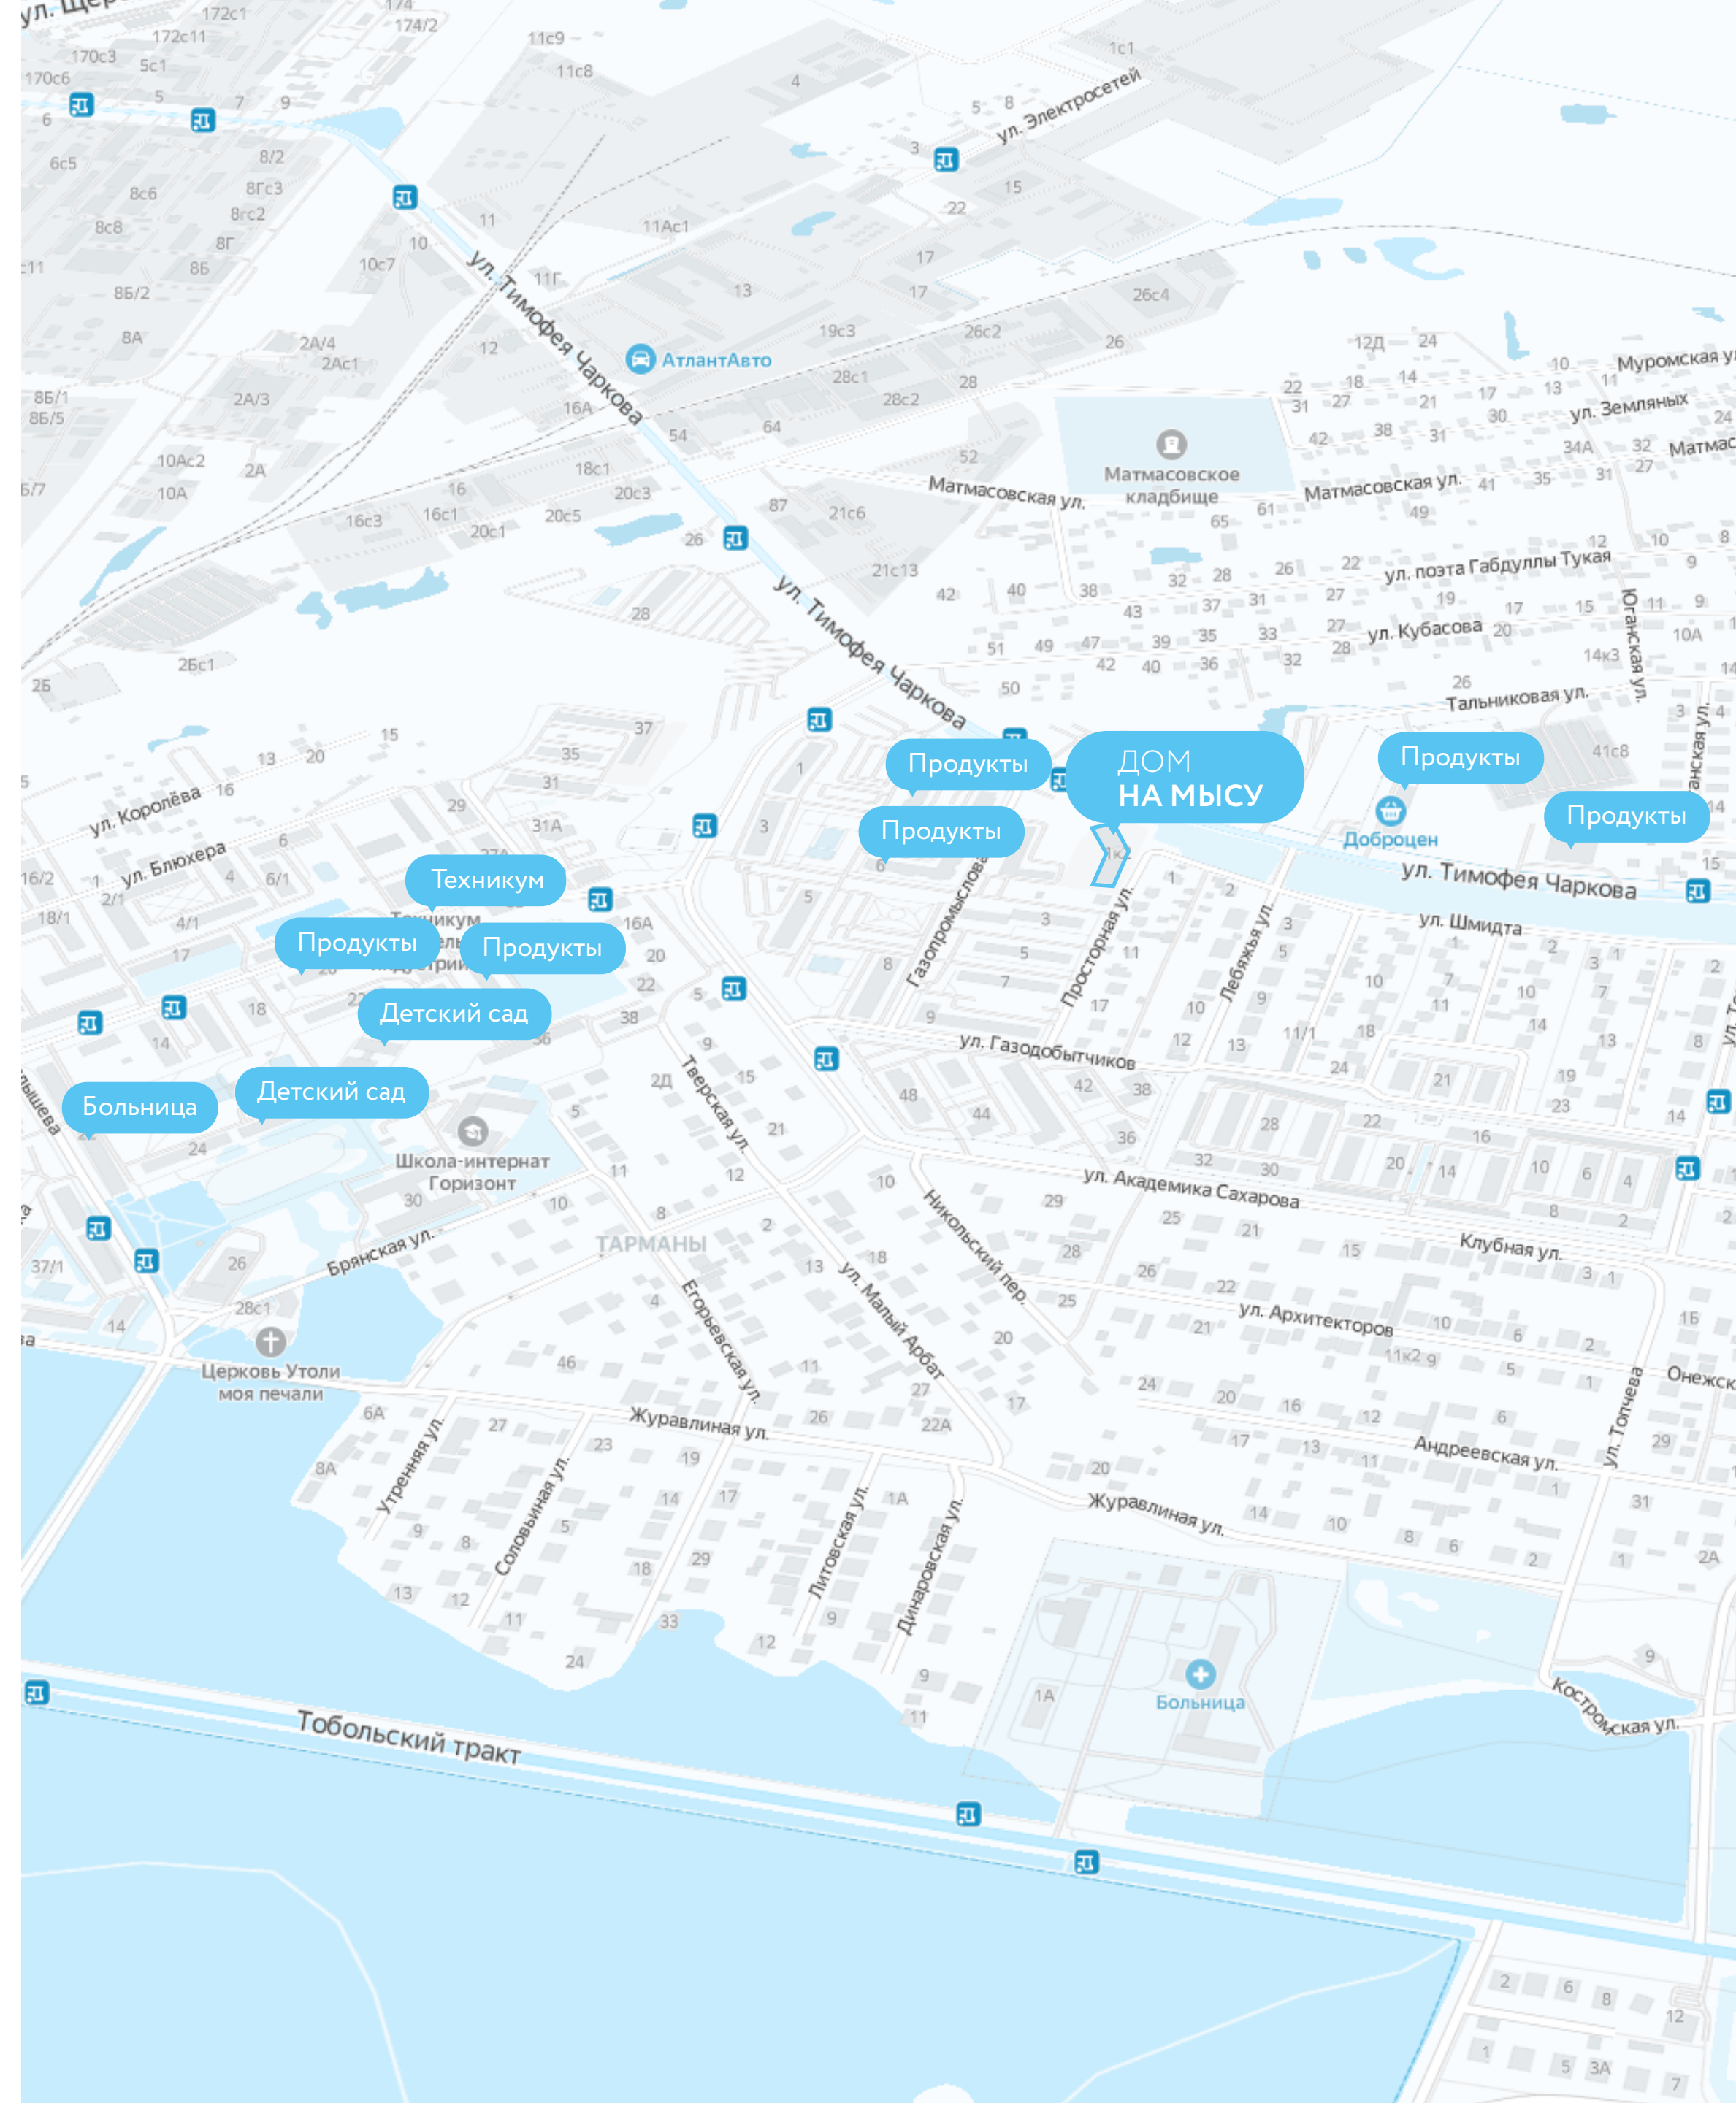 172с1
174
174/2
172с11
11с9
1с1
170с3
5с1
11с8
170с6
4
5
7
9
5
8
ул. Электросетей
6
3
6с5
8/2
15
8с6
8Гс3
22
8гс2
11
11Ас1
8с8
8Г
10
17
8Б
10с7
ул. Тимофея Чаркова
11Г
13
17
26с4
8Б/2
19с3
26с2
8А
2А/4
12
26
12Д
24
2Ас1
АтлантАвто
10
28с1
28
22
18
14
13
11
8Б/1
2А/3
28с2
31
27
21
17
ул. Земляных
8Б/5
16А
30
24
54
64
42
38
31
34А
32
10Ас2
2А
18с1
52
Матмасовское
кладбище
Матмасовская ул.
Матмасовская ул.
41
35
31
27
10А
16
20с3
87
21с6
61
49
16с3
16с1
20с5
65
20с1
26
12
10
8
21с13
22
ул. поэта Габдуллы Тукая
9
ул. Тимофея Чаркова
42
40
38
32
28
26
28
43
37
31
27
19
17
15
Юганская ул.
11
9
51
49
47
39
35
33
27
ул. Кубасова
20
10А
2Бс1
42
40
36
32
28
14к3
2Б
50
26
Тальниковая ул.
3
4
37
15
35
13
20
ДОМ
НА МЫСУ
Продукты
Продукты
41с8
1
31
16
ул. Королёва
29
Продукты
Продукты
14
31А
3
Доброцен
6
ул. Блюхера
1к2
15
16/2
1
4
6/1
Техникум
6
1
2
ул. Тимофея Чаркова
2/1
5
18/1
4/1
16А
3
3
ул. Шмидта
17
Продукты
Продукты
20
5
11
5
1
2
1
8
Газопромыслова
7
Просторная ул.
Лебяжья ул.
10
7
3
2
18
22
5
17
10
9
11
10
7
Детский сад
38
9
14
14
9
ул. Газодобытчиков
12
13
11/1
18
13
8
Детский сад
2Д
15
42
38
24
21
19
Больница
Тверская ул.
48
44
23
14
5
21
36
28
22
16
24
Школа-интернат
Горизонт
11
12
32
30
20
14
10
6
4
30
10
10
ул. Академика Сахарова
8
2
8
29
25
21
2
Брянская ул.
ТАРМАНЫ
2
Никольский пер.
28
15
Клубная ул.
37/1
26
13
18
26
22
3
1
28с1
Егорьевская ул.
4
ул. Малый Арбат
25
ул. Архитекторов
10
1Б
14
20
21
6
2
Церковь Утоли
моя печали
46
11
11к2
9
5
1
27
24
20
16
6А
27
Журавлиная ул.
26
22А
17
12
6
ул. Толчева
23
17
13
Андреевская ул.
29
Утренняя ул.
8А
Соловьиная ул.
19
20
11
14
17
Литовская ул.
1А
Журавлиная ул.
1
31
9
8
5
Динаровская ул.
14
10
8
6
2
1
2А
18
29
13
12
11
33
9
24
12
9
9
1А
Больница
Костромская ул.
11
Тобольский тракт
2
6
8
12
1
5
3А
7